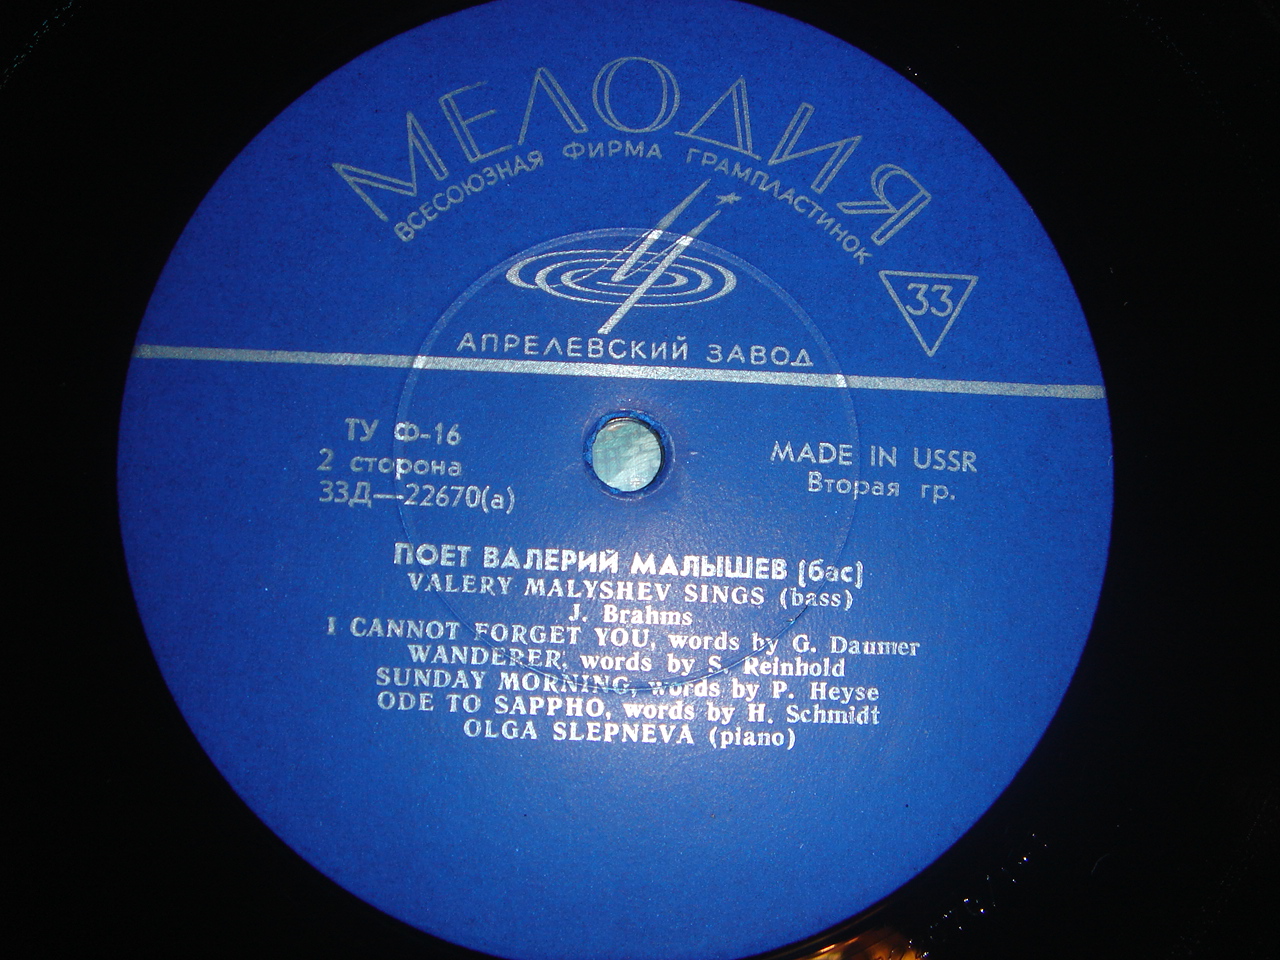 МЕЛОДИЯ
ВСЕСОЮЗНАЯ ФИРМА ГРАМПЛАСТИНОК
33
АПРЕЛЕВСКИЙ ЗАВОД
ТУ Ф-16
2 сторона
33Д—22670(а)
MADE IN USSR
Вторая гр.
ПОЕТ ВАЛЕРИЙ МАЛЫШЕВ [бас]
VALERY MALYSHEV SINGS (bass)
J. Brahms
I CANNOT FORGET YOU, words by G. Daumer
WANDERER, words by S. Reinhold
SUNDAY MORNING, words by P. Heyse
ODE TO SAPPHO, words by H. Schmidt
OLGA SLEPNEVA (piano)